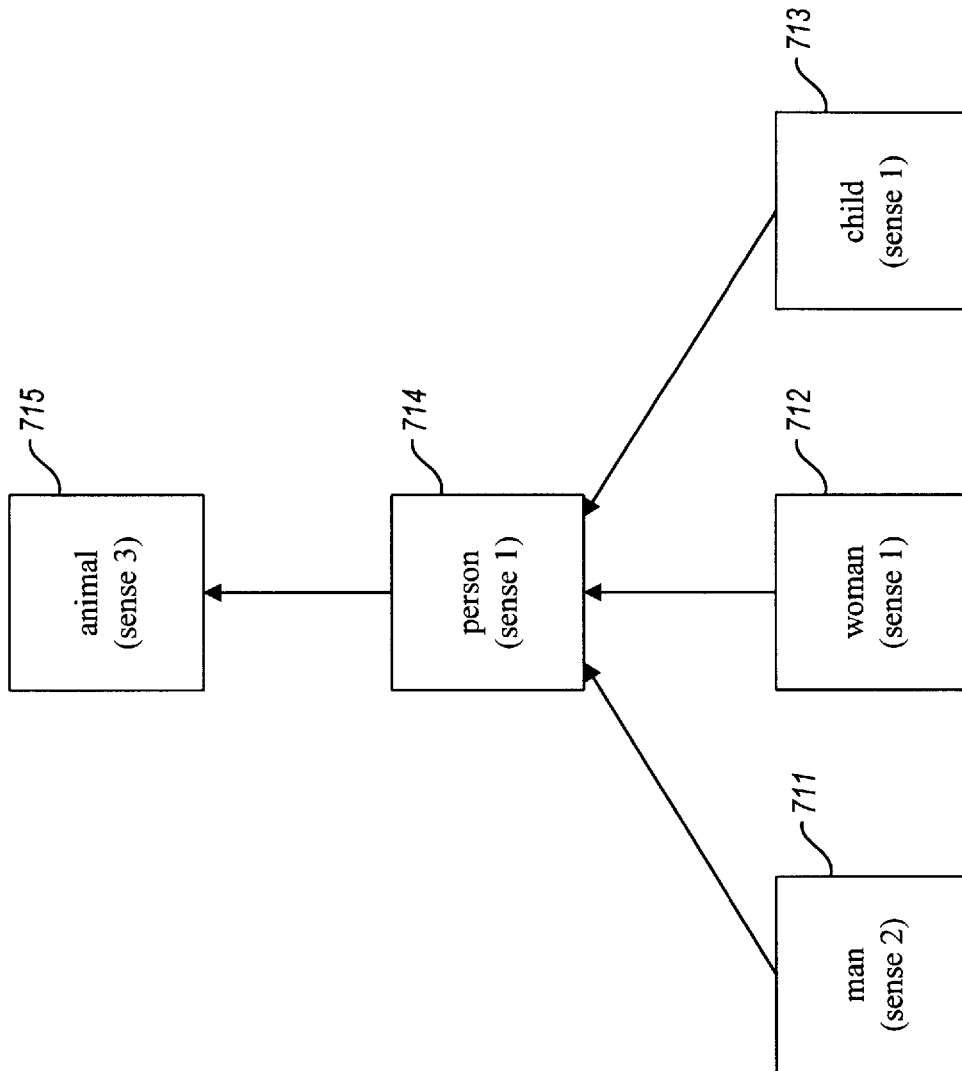 715
animal
(sense 3)
714
person
(sense 1)
711
man
(sense 2)
712
woman
(sense 1)
713
child
(sense 1)